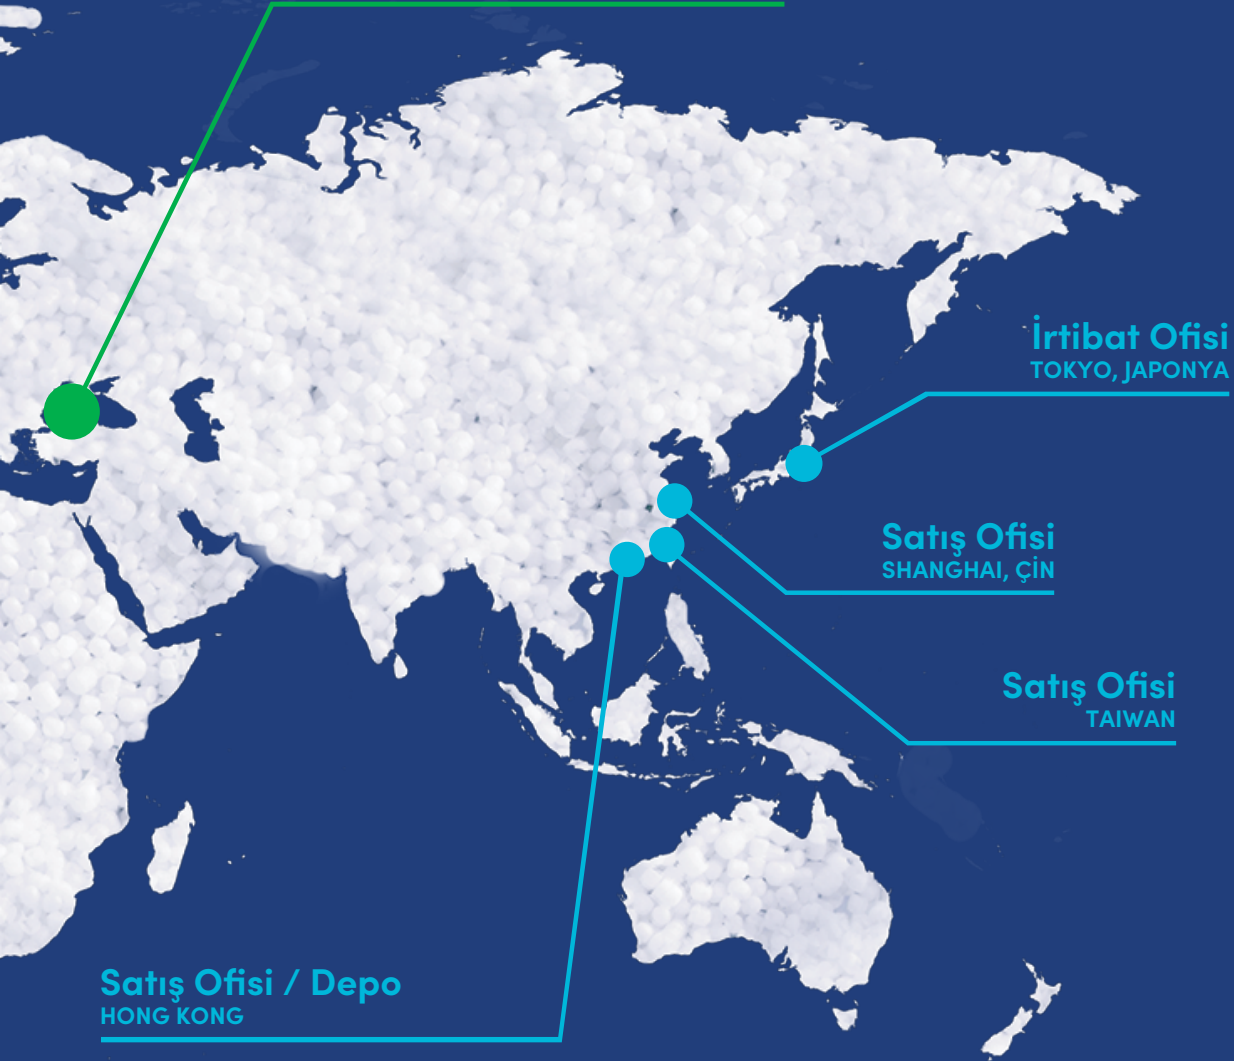 İrtibat Ofisi
TOKYO, JAPONYA
Satış Ofisi
SHANGHAI, ÇİN
Satış Ofisi
TAIWAN
Satış Ofisi / Depo
HONG KONG